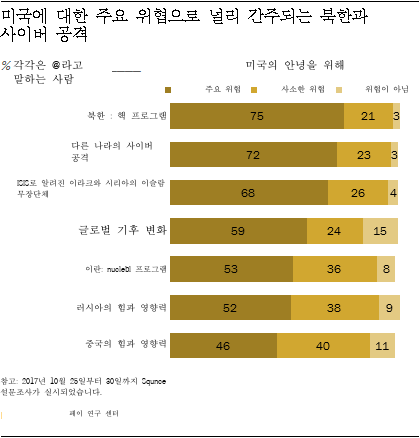 미국에 대한 주요 위협으로 널리 간주되는 북한과
사이버 공격
% 각각은 @라고
말하는 사람
미국의 안녕을 위해
주요 위협
사소한 위협
위협이 아님
북한 : 핵 프로그램 75 21 3
다른 나라의 사이버
공격 72 23 3
ISIS로 알려진 이라크와 시리아의 이슬람
무장단체 68 26 4
글로벌 기후 변화 59 24 15
이란: 프로그램 53 36 8
러시아의 힘과 영향력 52 38 9
중국의 힘과 영향력 46 40 11
참고: 2017년 10월 25일부터 30일까지
설문조사가 실시되었습니다.
퓨이 연구 센터